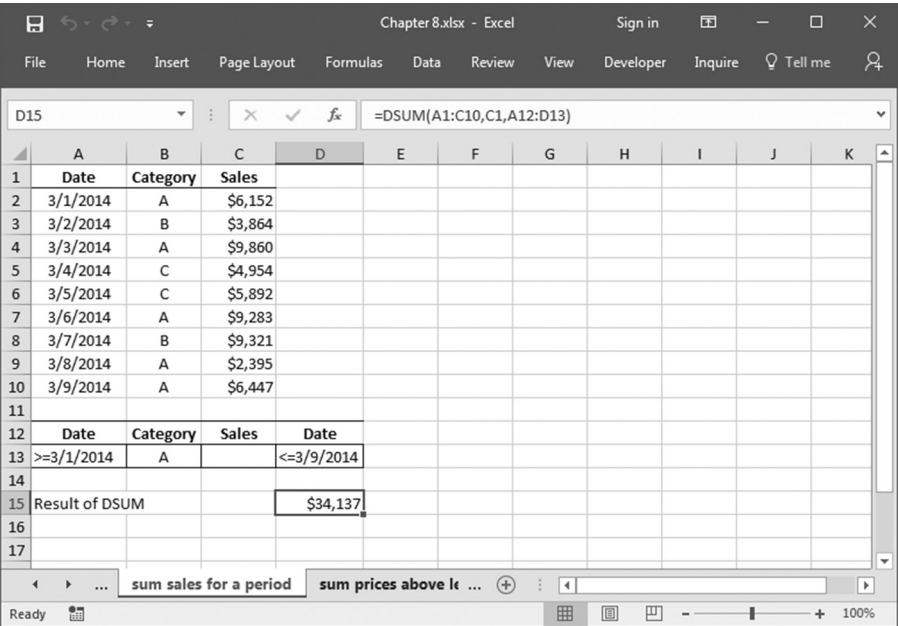 Chapter 8.xlsx - Excel Sign in
File Home Insert Page Layout Formulas Data Review View Developer Inquire Tell me
D15 fx =DSUM(A1:C10,C1,A12:D13)
A B C D E F G H I J K
1 Date Category Sales
2 3/1/2014 A $6,152
3 3/2/2014 B $3,864
4 3/3/2014 A $9,860
5 3/4/2014 C $4,954
6 3/5/2014 C $5,892
7 3/6/2014 A $9,283
8 3/7/2014 B $9,321
9 3/8/2014 A $2,395
10 3/9/2014 A $6,447
11
12 Date Category Sales Date
13 >=3/1/2014 A <=3/9/2014
14
15 Result of DSUM $34,137
16
17
... sum sales for a period sum prices above le ...
Ready 100%